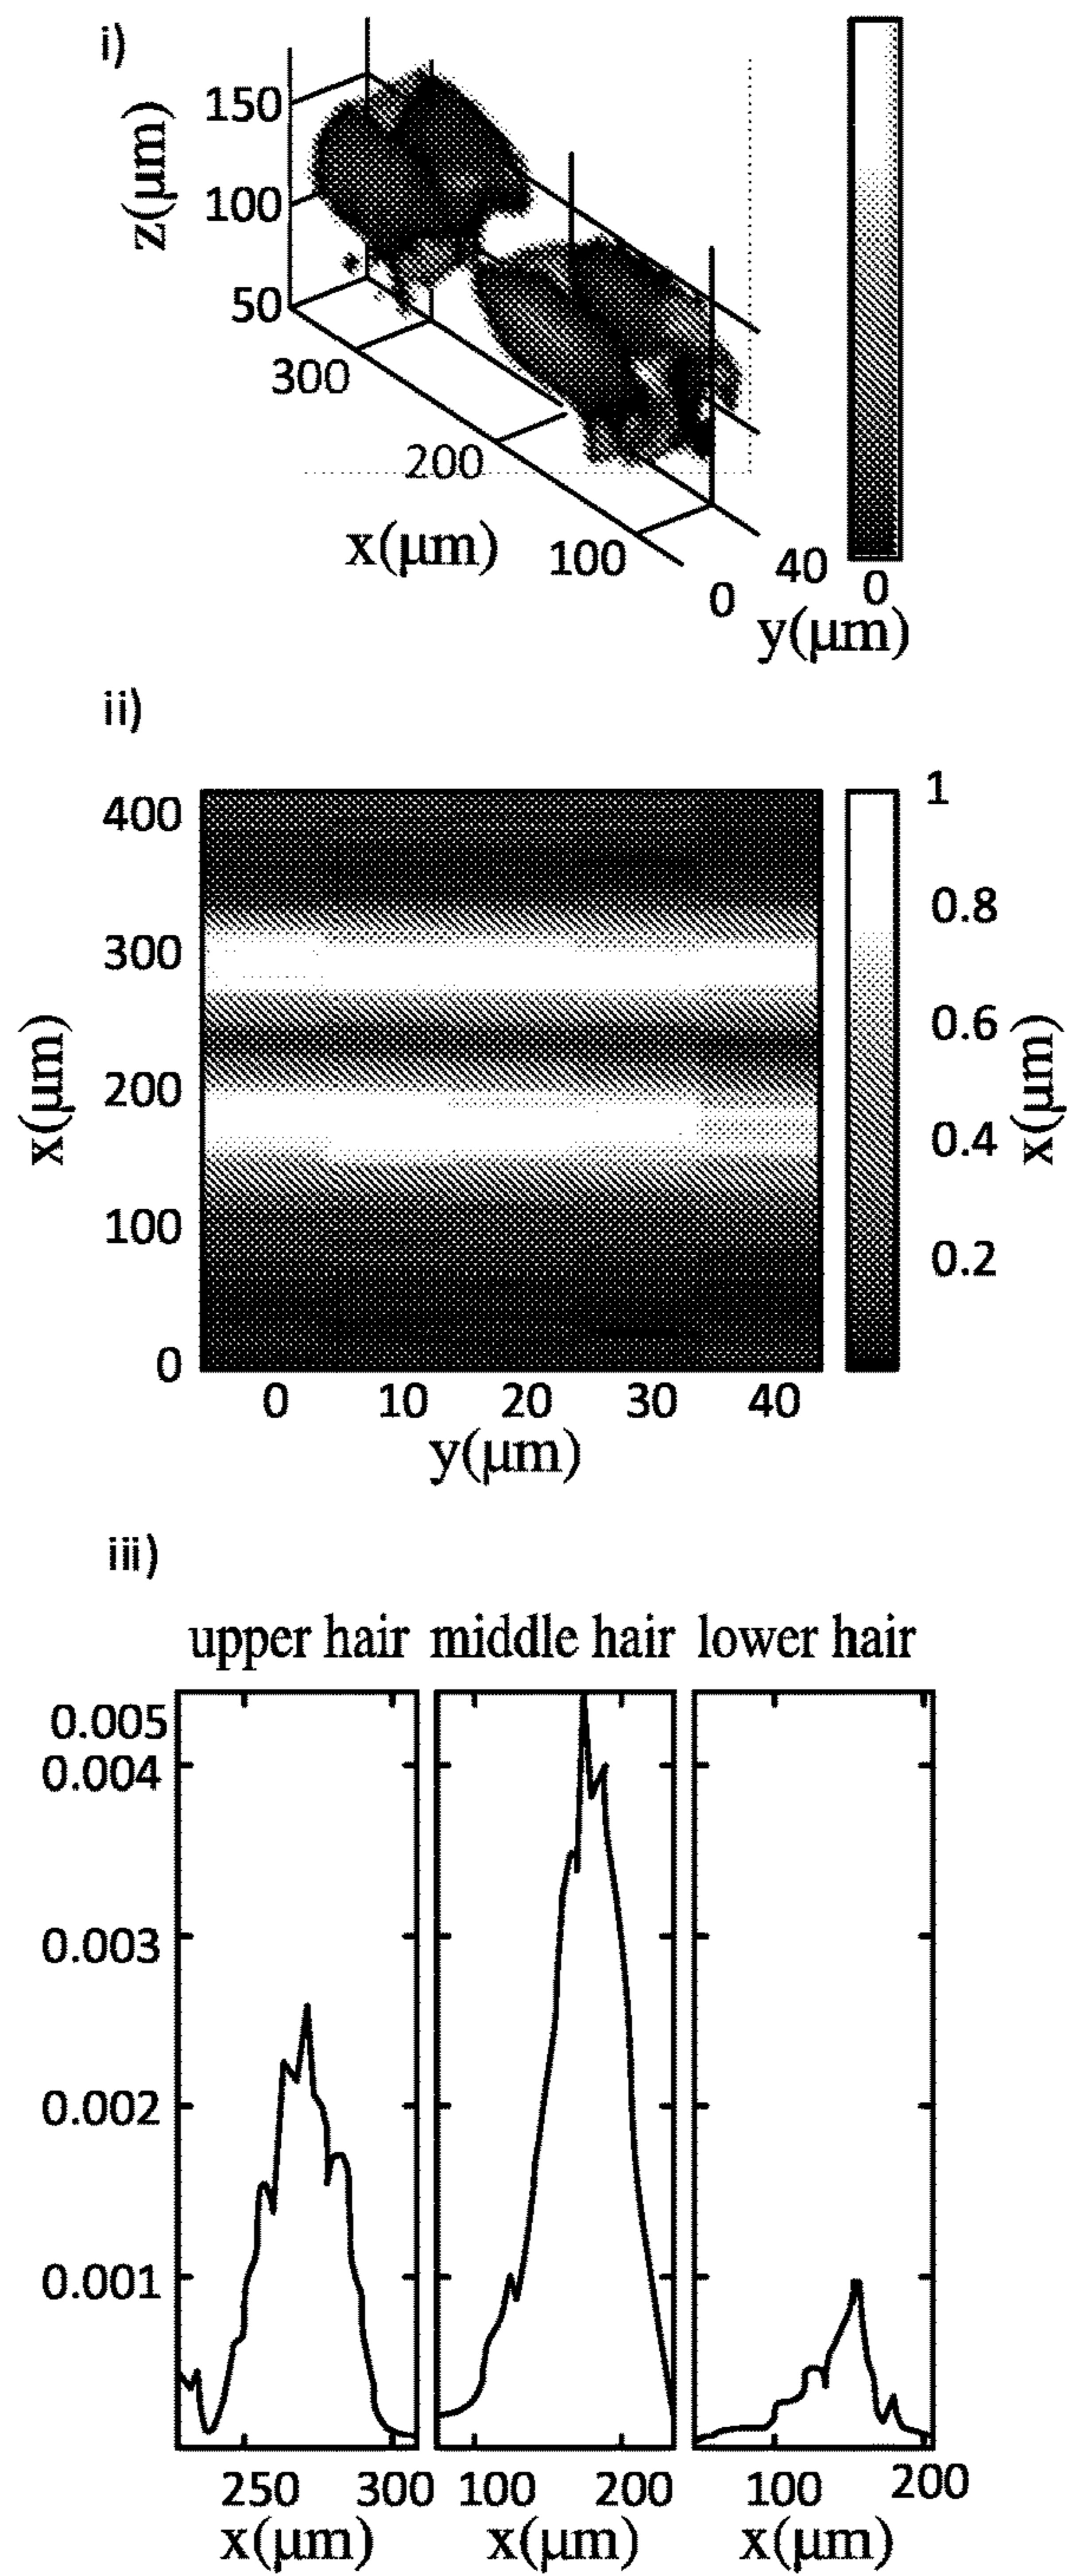 i)
z(μm)
150
100
50
300
200
100
x(μm)
0
40
y(μm)
0
ii)
x(μm)
400
300
200
100
0
0 10 20 30 40
y(μm)
1
0.8
0.6
0.4
0.2
x(μm)
iii)
upper hair middle hair lower hair
0.005
0.004
0.003
0.002
0.001
250 300 100 200 100 200
x(μm) x(μm) x(μm)